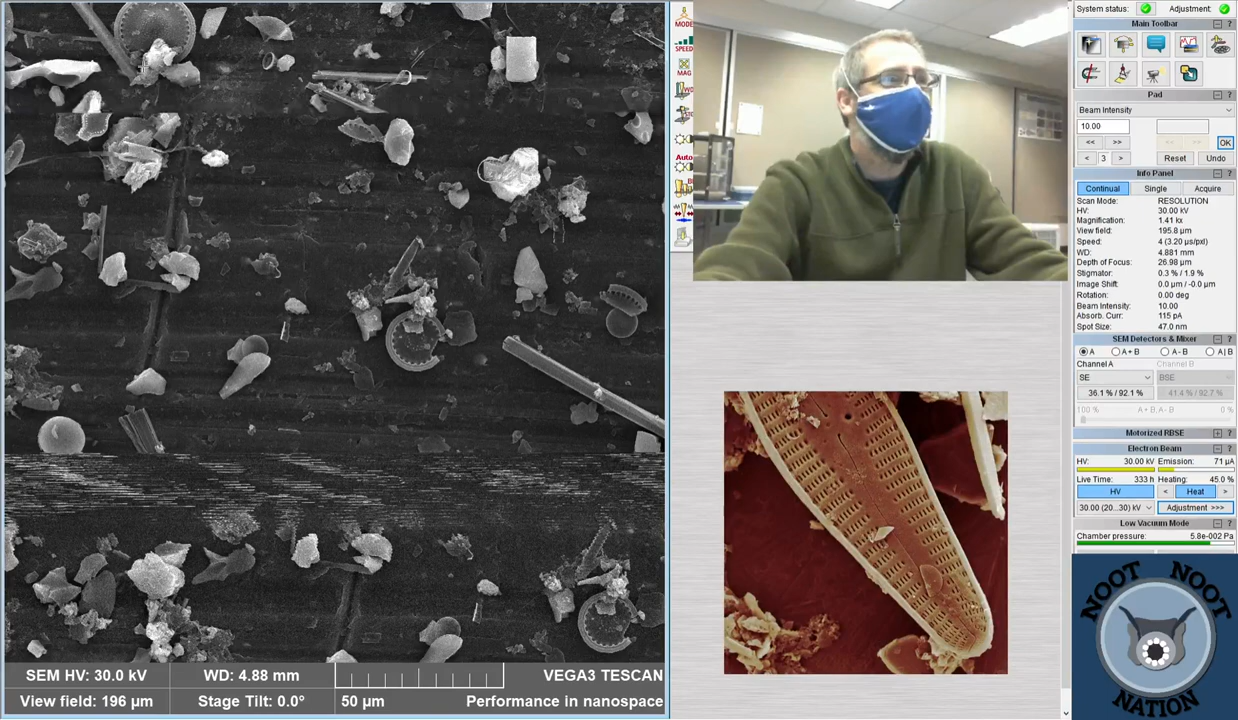 System status: Adjustment:
Main Toolbar
Pad
Beam Intensity
10.00
<< >> OK
< 3 > Reset Undo
Info Panel
Continual Single Acquire
Scan Mode: RESOLUTION
HV: 30.00 kV
Magnification: 1.41 kx
View field: 195.8 µm
Speed: 4 (3.20 µs/pxl)
WD: 4.881 mm
Depth of Focus: 26.98 µm
Stigmator: 0.3 % / 1.9 %
Image Shift: 0.0 µm / -0.0 µm
Rotation: 0.00 deg
Beam Intensity: 10.00
Absorb. Curr: 115 pA
Spot Size: 47.0 nm
SEM Detectors & Mixer
A A + B A - B A | B
Channel A Channel B
SE BSE
36.1 % / 92.1 % 41.4 % / 92.7 %
100 % A + B, A - B 0 %
Motorized RBSE
Electron Beam
HV: 30.00 kV Emission: 71 µA
Live Time: 333 h Heating: 45.0 %
HV < Heat >
30.00 (20...30) kV Adjustment >>>
Low Vacuum Mode
Chamber pressure: 5.8e-002 Pa
NOOT NOOT
NATION
SPEED
MAG
Auto
SEM HV: 30.0 kV WD: 4.88 mm VEGA3 TESCAN
View field: 196 µm Stage Tilt: 0.0° 50 µm Performance in nanospace